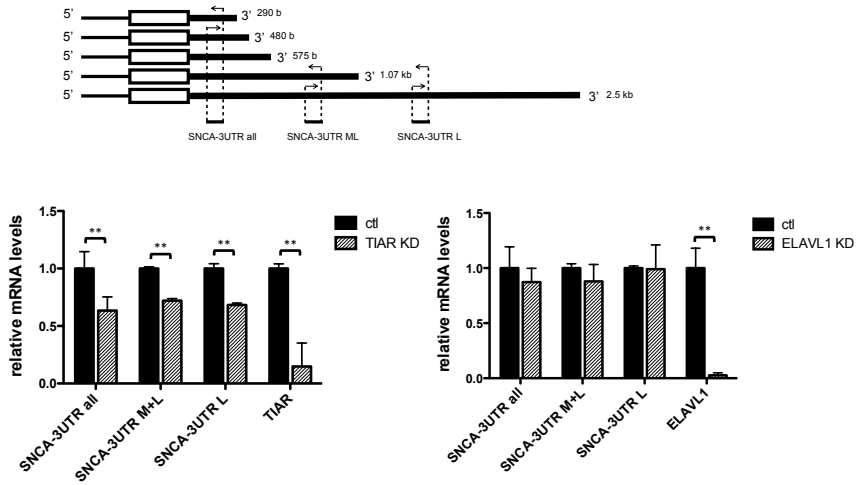 5' 3' 290 b
5' 3' 480 b
5' 3' 575 b
5' 3' 1.07 kb
5' 3' 2.5 kb
SNCA-3UTR all SNCA-3UTR ML SNCA-3UTR L
relative mRNA levels
1.5
1.0
0.5
0.0
** ** ** **
ctl
TIAR KD
SNCA-3UTR all
SNCA-3UTR M+L
SNCA-3UTR L
TIAR
relative mRNA levels
1.5
1.0
0.5
0.0
**
ctl
ELAVL1 KD
SNCA-3UTR all
SNCA-3UTR M+L
SNCA-3UTR L
ELAVL1